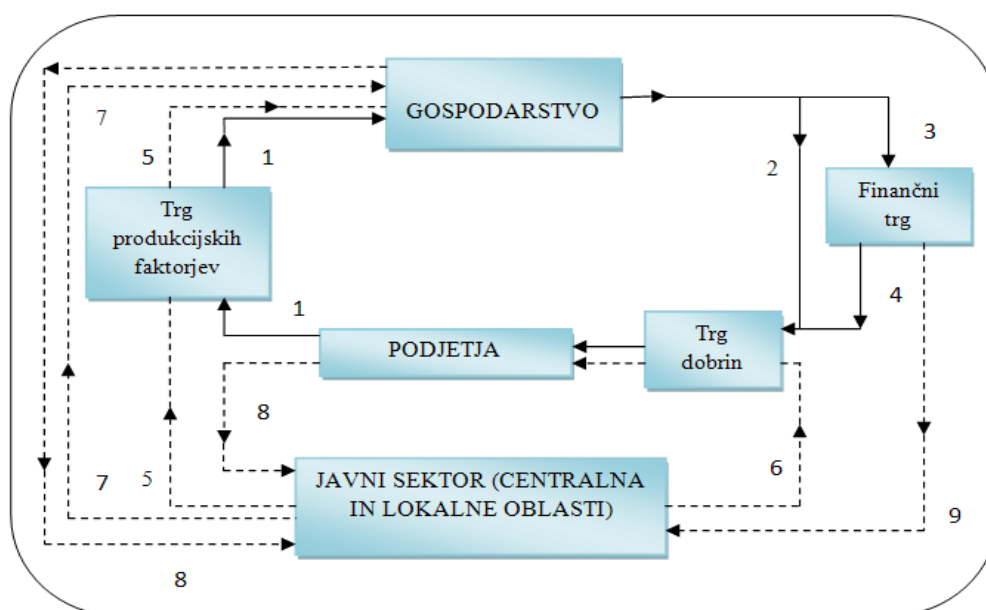 GOSPODARSTVO
7
5
1
2
3
Trg
produkcijskih
faktorjev
Finančni
trg
4
1
PODJETJA
Trg
dobrin
8
6
7
5
JAVNI SEKTOR (CENTRALNA
IN LOKALNE OBLASTI)
9
8